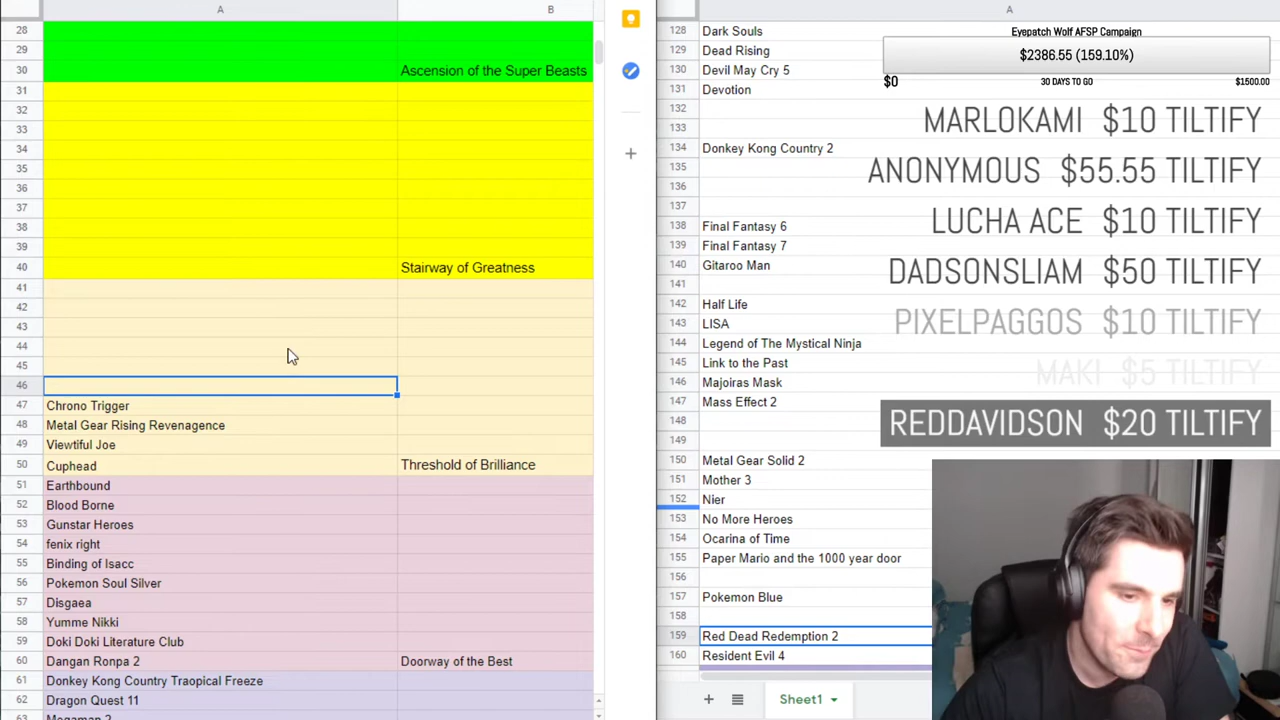 A B
28
29
30 Ascension of the Super Beasts
31
32
33
34
35
36
37
38
39
40 Stairway of Greatness
41
42
43
44
45
46
47 Chrono Trigger
48 Metal Gear Rising Revenagence
49 Viewtiful Joe
50 Cuphead Threshold of Brilliance
51 Earthbound
52 Blood Borne
53 Gunstar Heroes
54 fenix right
55 Binding of Isacc
56 Pokemon Soul Silver
57 Disgaea
58 Yumme Nikki
59 Doki Doki Literature Club
60 Dangan Ronpa 2 Doorway of the Best
61 Donkey Kong Country Traopical Freeze
62 Dragon Quest 11
63 Megaman 2
A
128 Dark Souls
129 Dead Rising
130 Devil May Cry 5
131 Devotion
132
133
134 Donkey Kong Country 2
135
136
137
138 Final Fantasy 6
139 Final Fantasy 7
140 Gitaroo Man
141
142 Half Life
143 LISA
144 Legend of The Mystical Ninja
145 Link to the Past
146 Majoiras Mask
147 Mass Effect 2
148
149
150 Metal Gear Solid 2
151 Mother 3
152 Nier
153 No More Heroes
154 Ocarina of Time
155 Paper Mario and the 1000 year door
156
157 Pokemon Blue
158
159 Red Dead Redemption 2
160 Resident Evil 4
Sheet1
Eyepatch Wolf AFSP Campaign
$2386.55 (159.10%)
$0 30 DAYS TO GO $1500.00
MARLOKAMI $10 TILTIFY
ANONYMOUS $55.55 TILTIFY
LUCHA ACE $10 TILTIFY
DADSONSLIAM $50 TILTIFY
PIXELPAGGOS $10 TILTIFY
MAKI $5 TILTIFY
REDDAVIDSON $20 TILTIFY